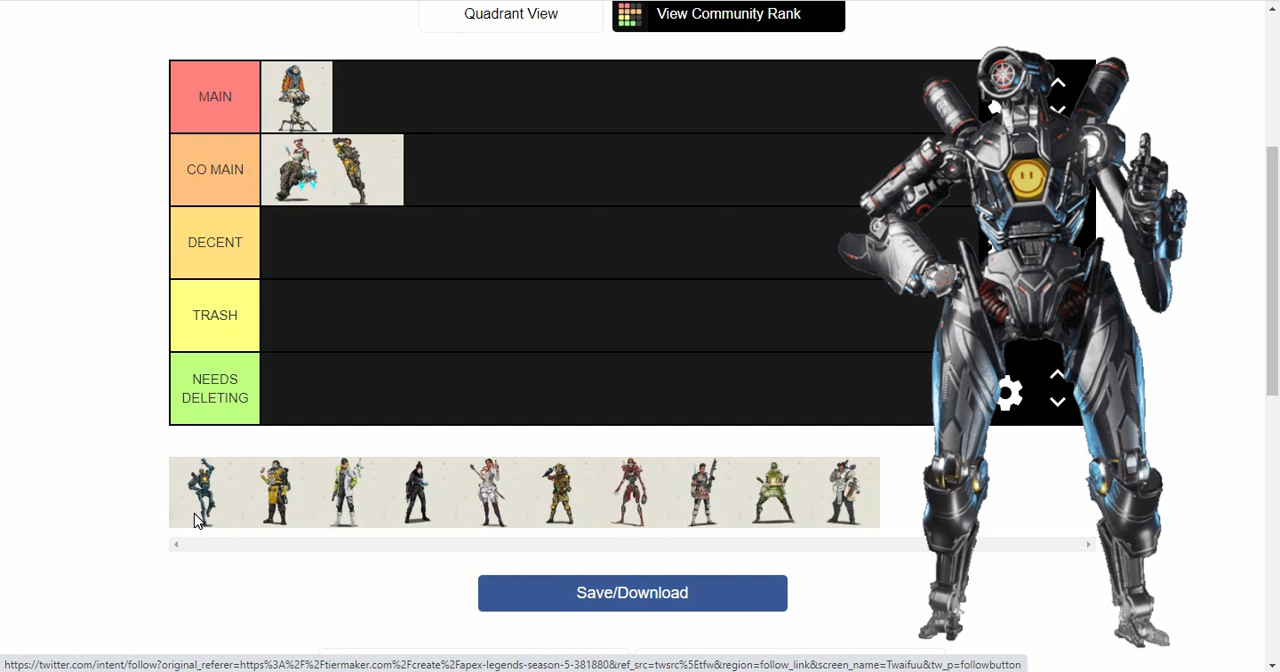 Quadrant View
View Community Rank
MAIN
CO MAIN
DECENT
TRASH
NEEDS
DELETING
Save/Download
https://twitter.com/intent/follow?original_referer=https%3A%2F%2Ftiermaker.com%2Fcreate%2Fapex-legends-season-5-381880&ref_src=twsrc%5Etfw&region=follow_link&screen_name=Twaifuu&tw_p=followbutton